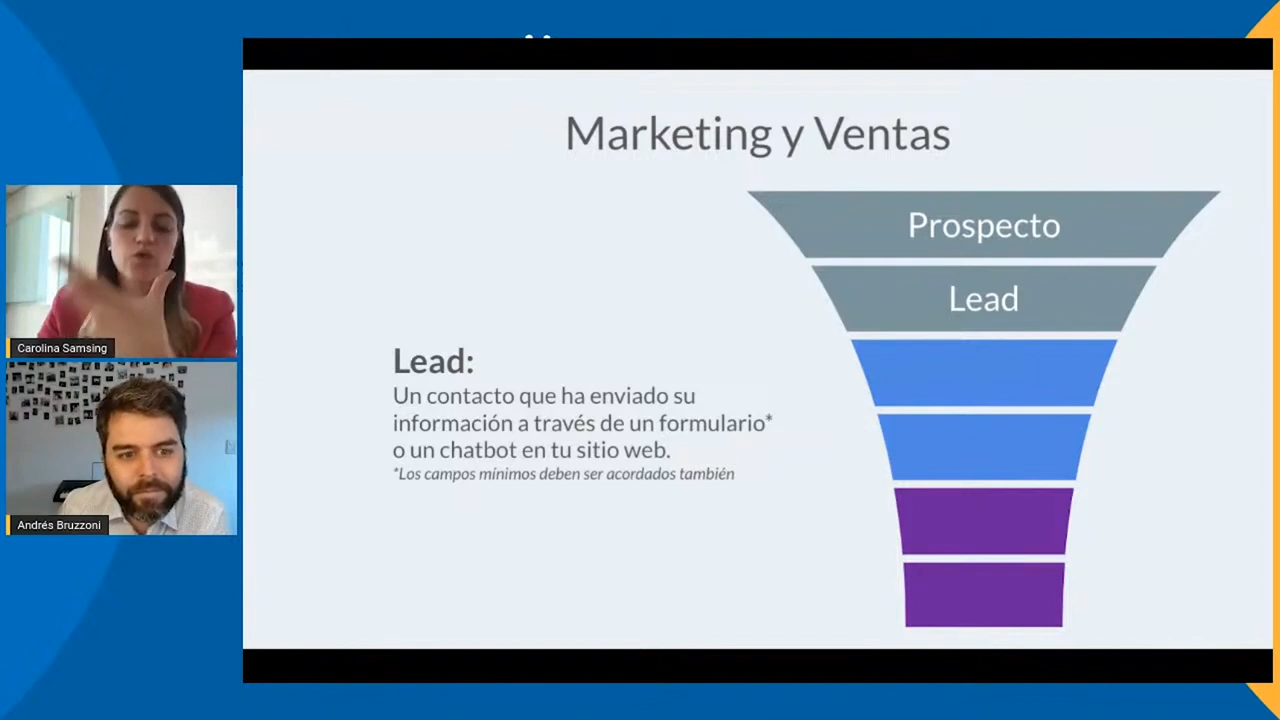 Marketing y Ventas
Prospecto
Lead
Lead:
Un contacto que ha enviado su
información a través de un formulario*
o un chatbot en tu sitio web.
*Los campos mínimos deben ser acordados también
Carolina Samsing
Andrés Bruzzoni